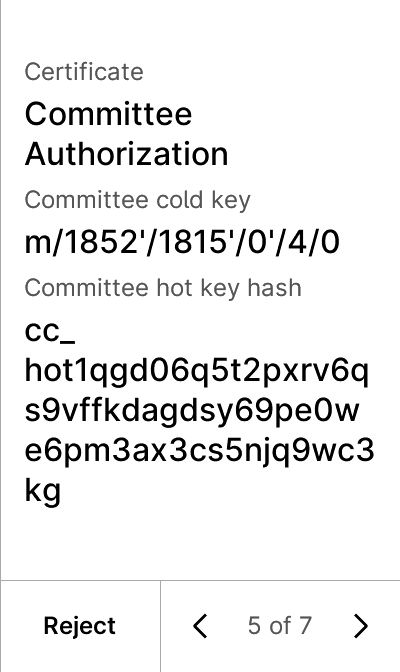 Certificate
Committee
Authorization
Committee cold key
m/1852'/1815'/0'/4/0
Committee hot key hash
cc_
hot1qgd06q5t2pxrv6q
s9vffkdagdsy69pe0w
e6pm3ax3cs5njq9wc3
kg
Reject
5 of 7